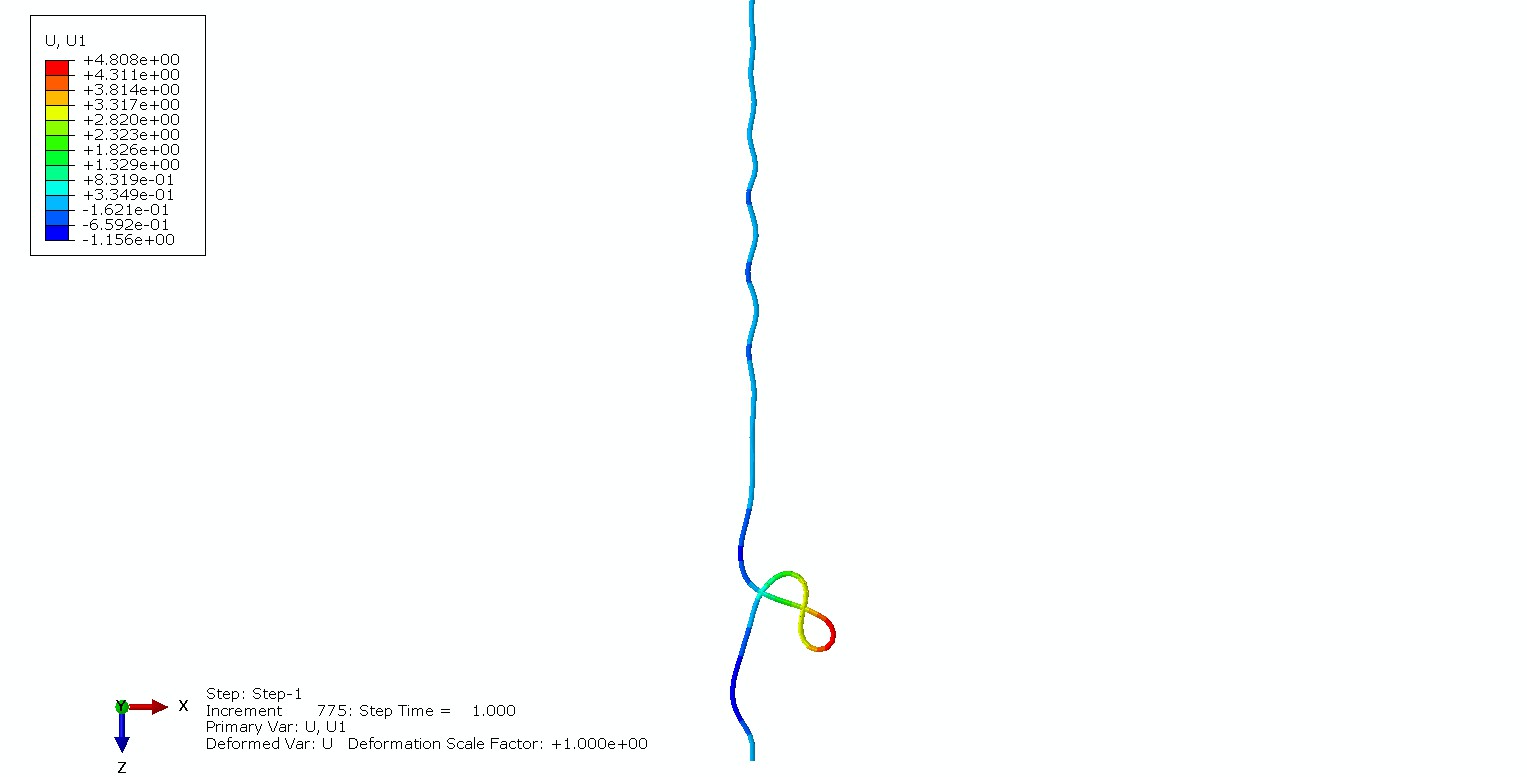 U, U1
+4.808e+00
+4.311e+00
+3.814e+00
+3.317e+00
+2.820e+00
+2.323e+00
+1.826e+00
+1.329e+00
+8.319e-01
+3.349e-01
-1.621e-01
-6.592e-01
-1.156e+00
Y
X
Z
Step: Step-1
Increment 775: Step Time = 1.000
Primary Var: U, U1
Deformed Var: U Deformation Scale Factor: +1.000e+00